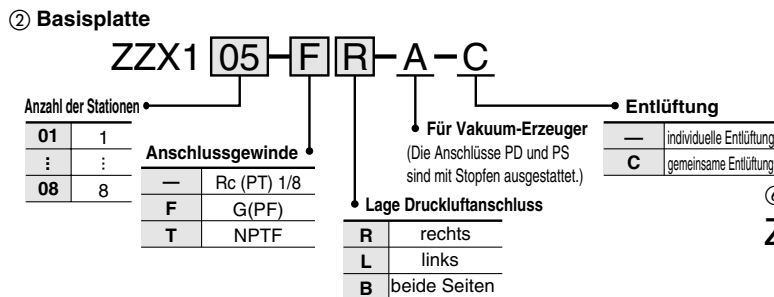 ② Basisplatte
ZZX1 05-F R-A-C
Anzahl der Stationen
01 1
⋮ ⋮
08 8
Anschlussgewinde
— Rc (PT) 1/8
F G(PF)
T NPTF
Für Vakuum-Erzeuger
(Die Anschlüsse PD und PS
sind mit Stopfen ausgestattet.)
Lage Druckluftanschluss
R rechts
L links
B beide Seiten
Entlüftung
— individuelle Entlüftung
C gemeinsame Entlüftung